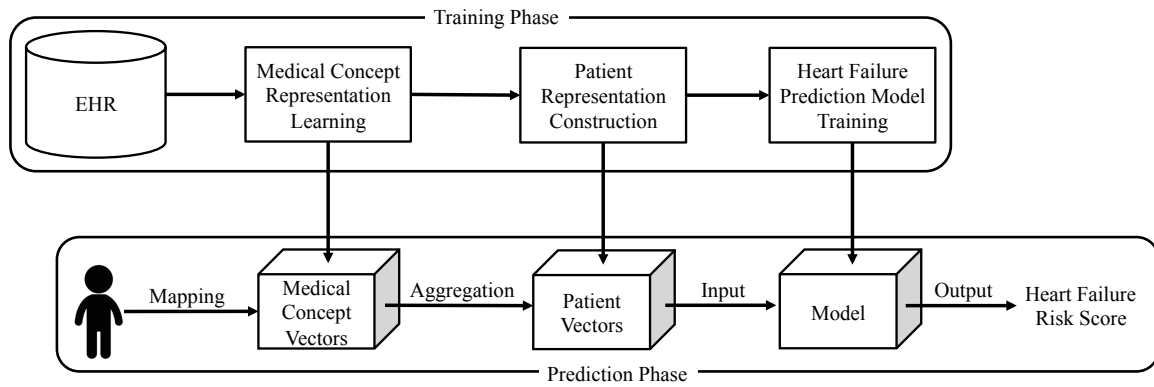 Training Phase
EHR
Medical Concept
Representation
Learning
Patient
Representation
Construction
Heart Failure
Prediction Model
Training
Mapping
Medical
Concept
Vectors
Aggregation
Patient
Vectors
Input
Model
Output
Heart Failure
Risk Score
Prediction Phase